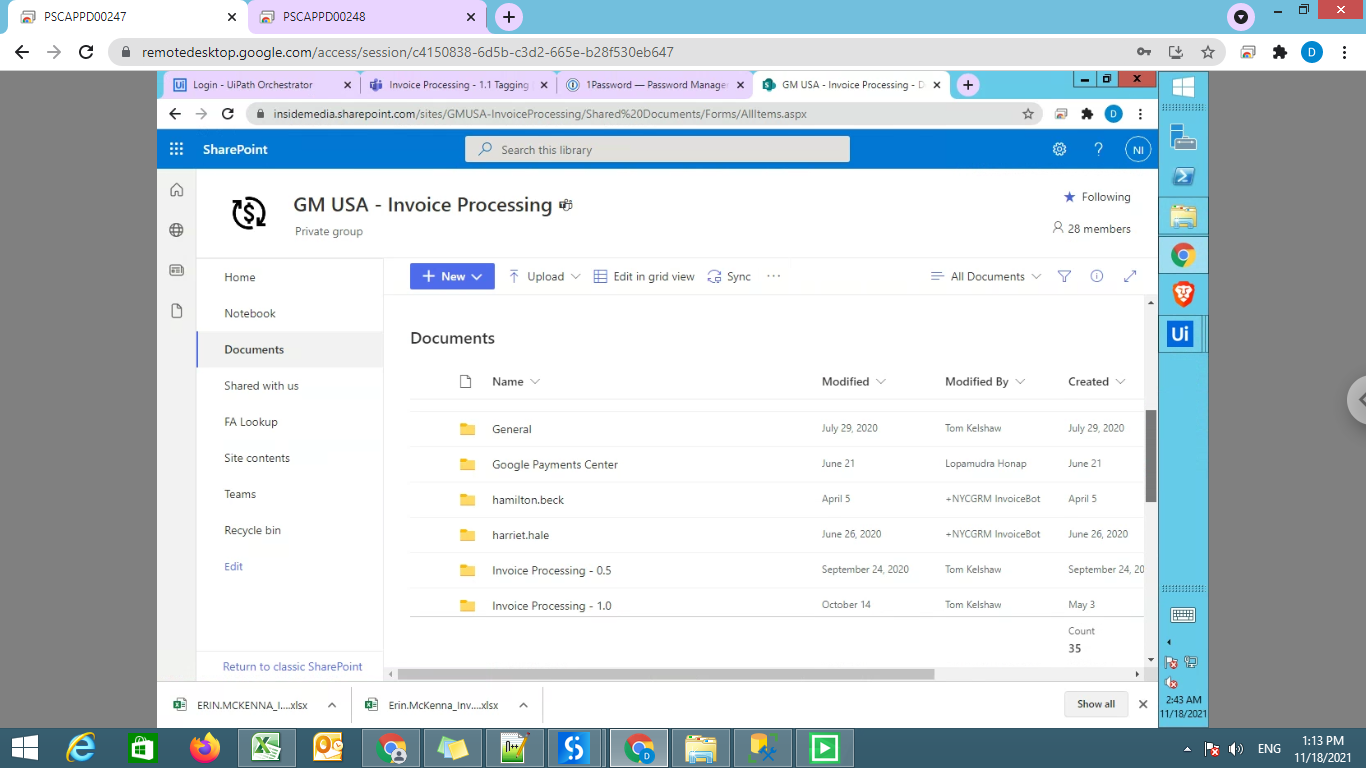 PSCAPPD00247
PSCAPPD00248
remotedesktop.google.com/access/session/c4150838-6d5b-c3d2-665e-b28f530eb647
D
Login - UiPath Orchestrator
Invoice Processing - 1.1 Tagging
1Password — Password Manage
GM USA - Invoice Processing - D
insidemedia.sharepoint.com/sites/GMUSA-InvoiceProcessing/Shared%20Documents/Forms/AllItems.aspx
D
SharePoint
Search this library
?
NI
GM USA - Invoice Processing
Private group
Following
28 members
Home
Notebook
Documents
Shared with us
FA Lookup
Site contents
Teams
Recycle bin
Edit
Return to classic SharePoint
New
Upload
Edit in grid view
Sync
All Documents
Documents
Name Modified Modified By Created
General July 29, 2020 Tom Kelshaw July 29, 2020
Google Payments Center June 21 Lopamudra Honap June 21
hamilton.beck April 5 +NYCGRM InvoiceBot April 5
harriet.hale June 26, 2020 +NYCGRM InvoiceBot June 26, 2020
Invoice Processing - 0.5 September 24, 2020 Tom Kelshaw September 24, 20
Invoice Processing - 1.0 October 14 Tom Kelshaw May 3
Count
35
Ui
ERIN.MCKENNA_I....xlsx
Erin.McKenna_Inv....xlsx
Show all
2:43 AM
11/18/2021
ENG
1:13 PM
11/18/2021